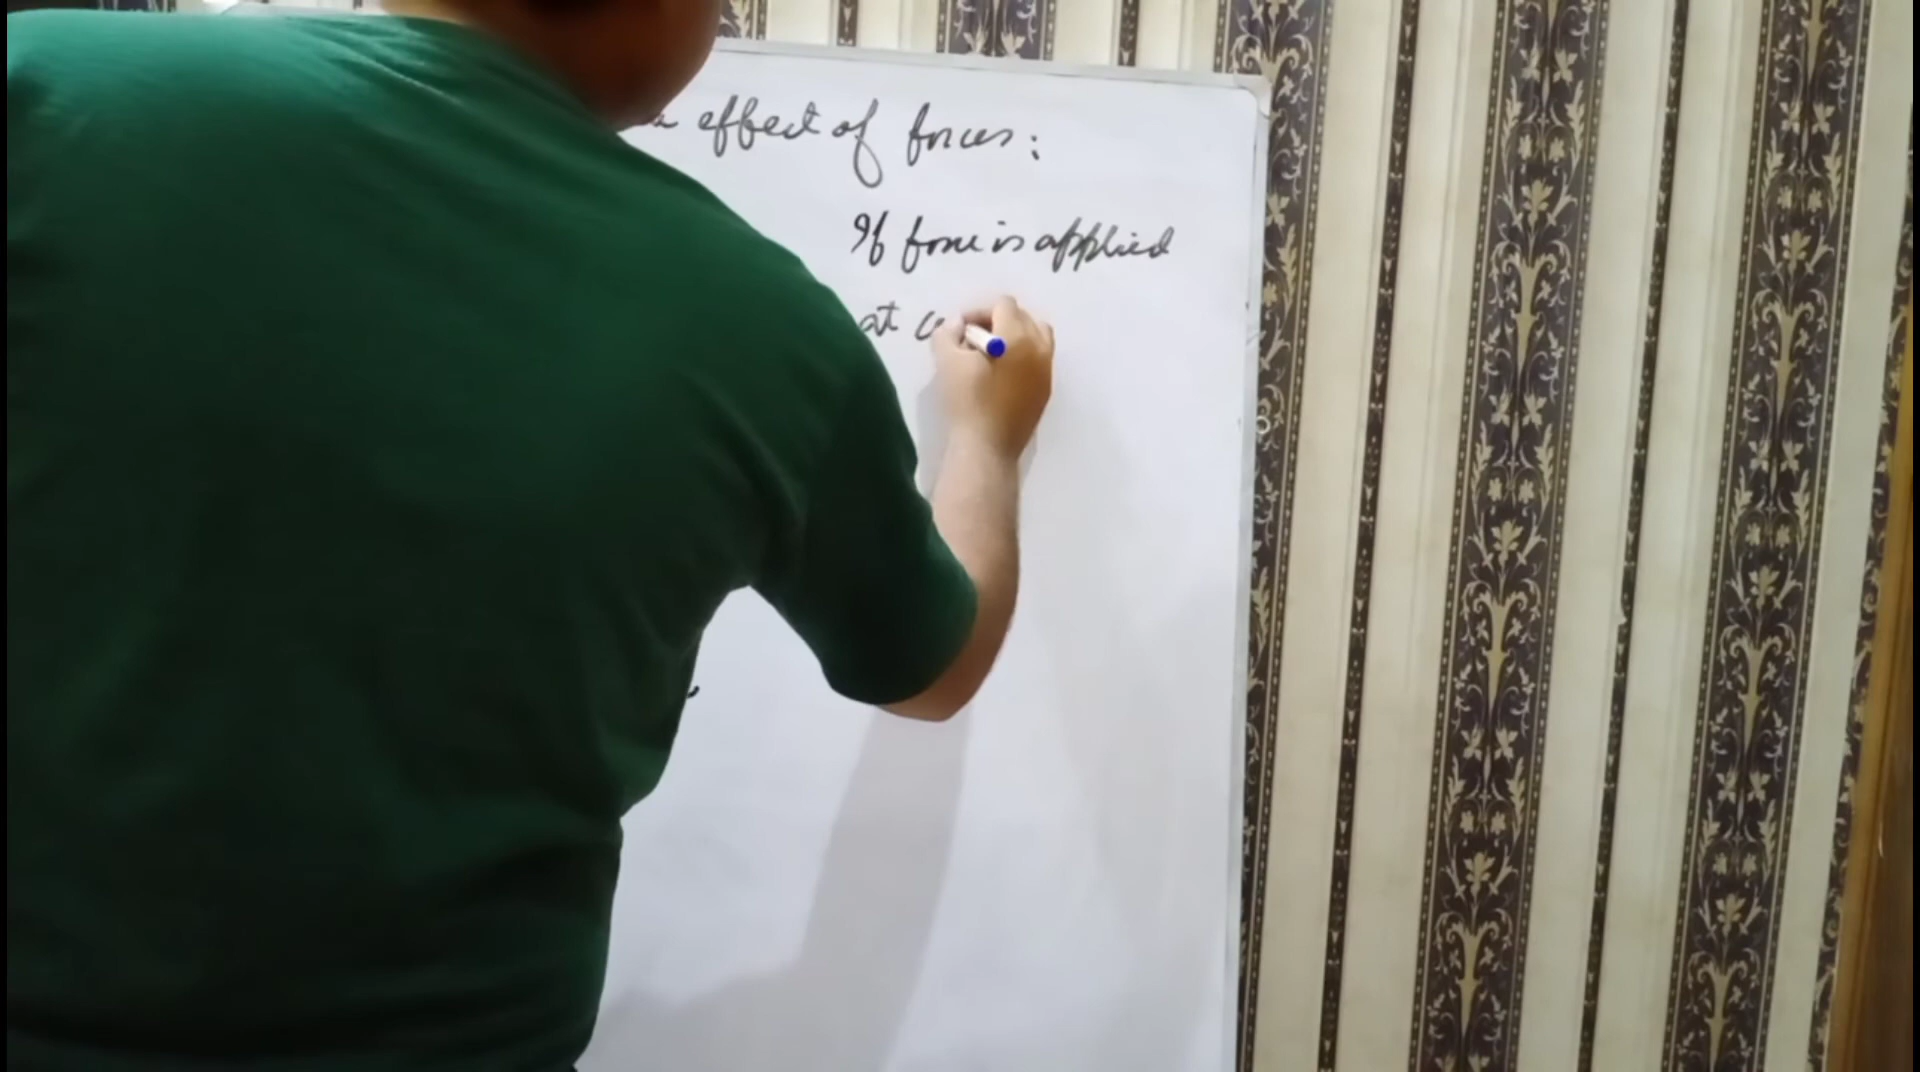 effect of forces:
If force is applied
at